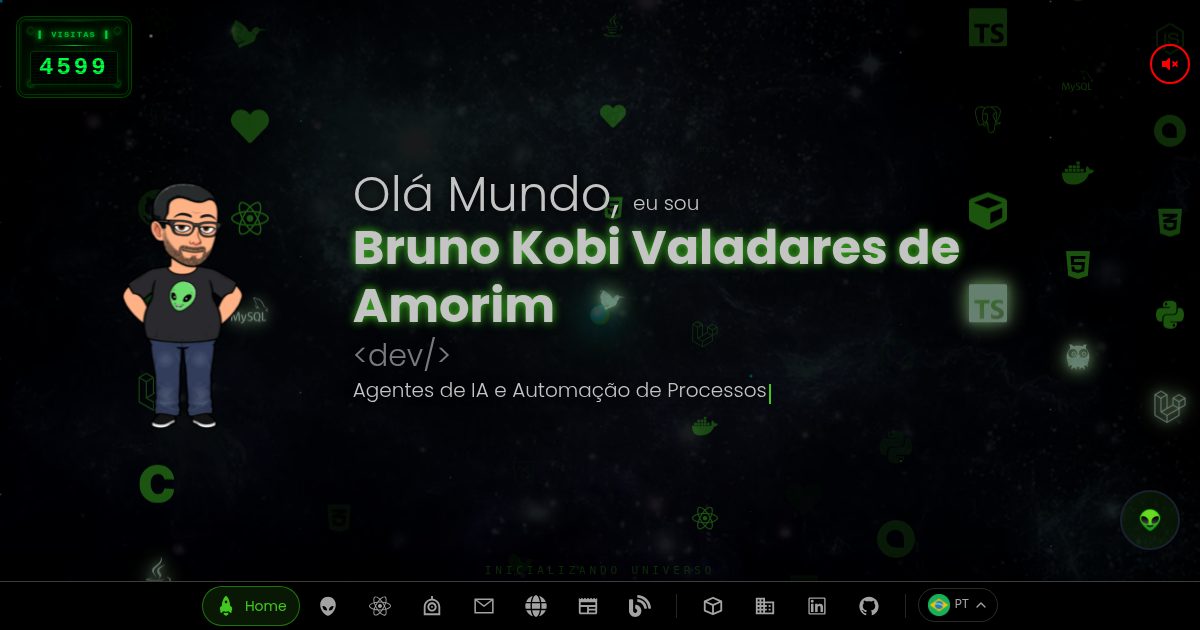 VISITAS
4599
TS
JS
MySQL
Olá Mundo, eu sou
Bruno Kobi Valadares de
Amorim
<dev/>
Agentes de IA e Automação de Processos
TS
MySQL
INICIALIZANDO UNIVERSO
Home
PT